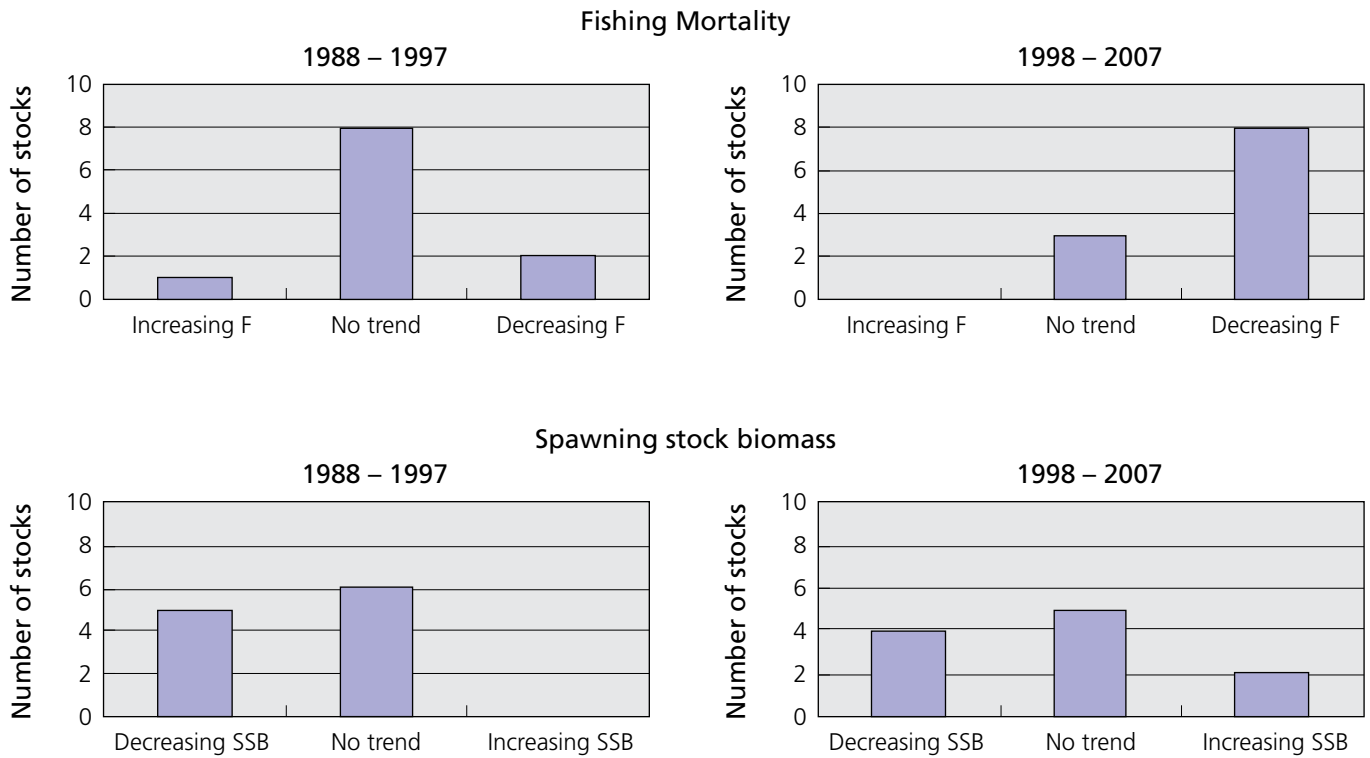 Fishing Mortality
1988 – 1997
Number of stocks
10
8
6
4
2
0
Increasing F
No trend
Decreasing F
1998 – 2007
Number of stocks
10
8
6
4
2
0
Increasing F
No trend
Decreasing F
Spawning stock biomass
1988 – 1997
Number of stocks
10
8
6
4
2
0
Decreasing SSB
No trend
Increasing SSB
1998 – 2007
Number of stocks
10
8
6
4
2
0
Decreasing SSB
No trend
Increasing SSB